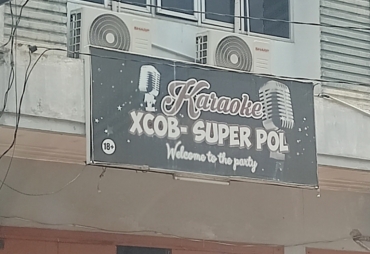 Karaoke
XCOB- SUPER POL
Welcome to the party
18+